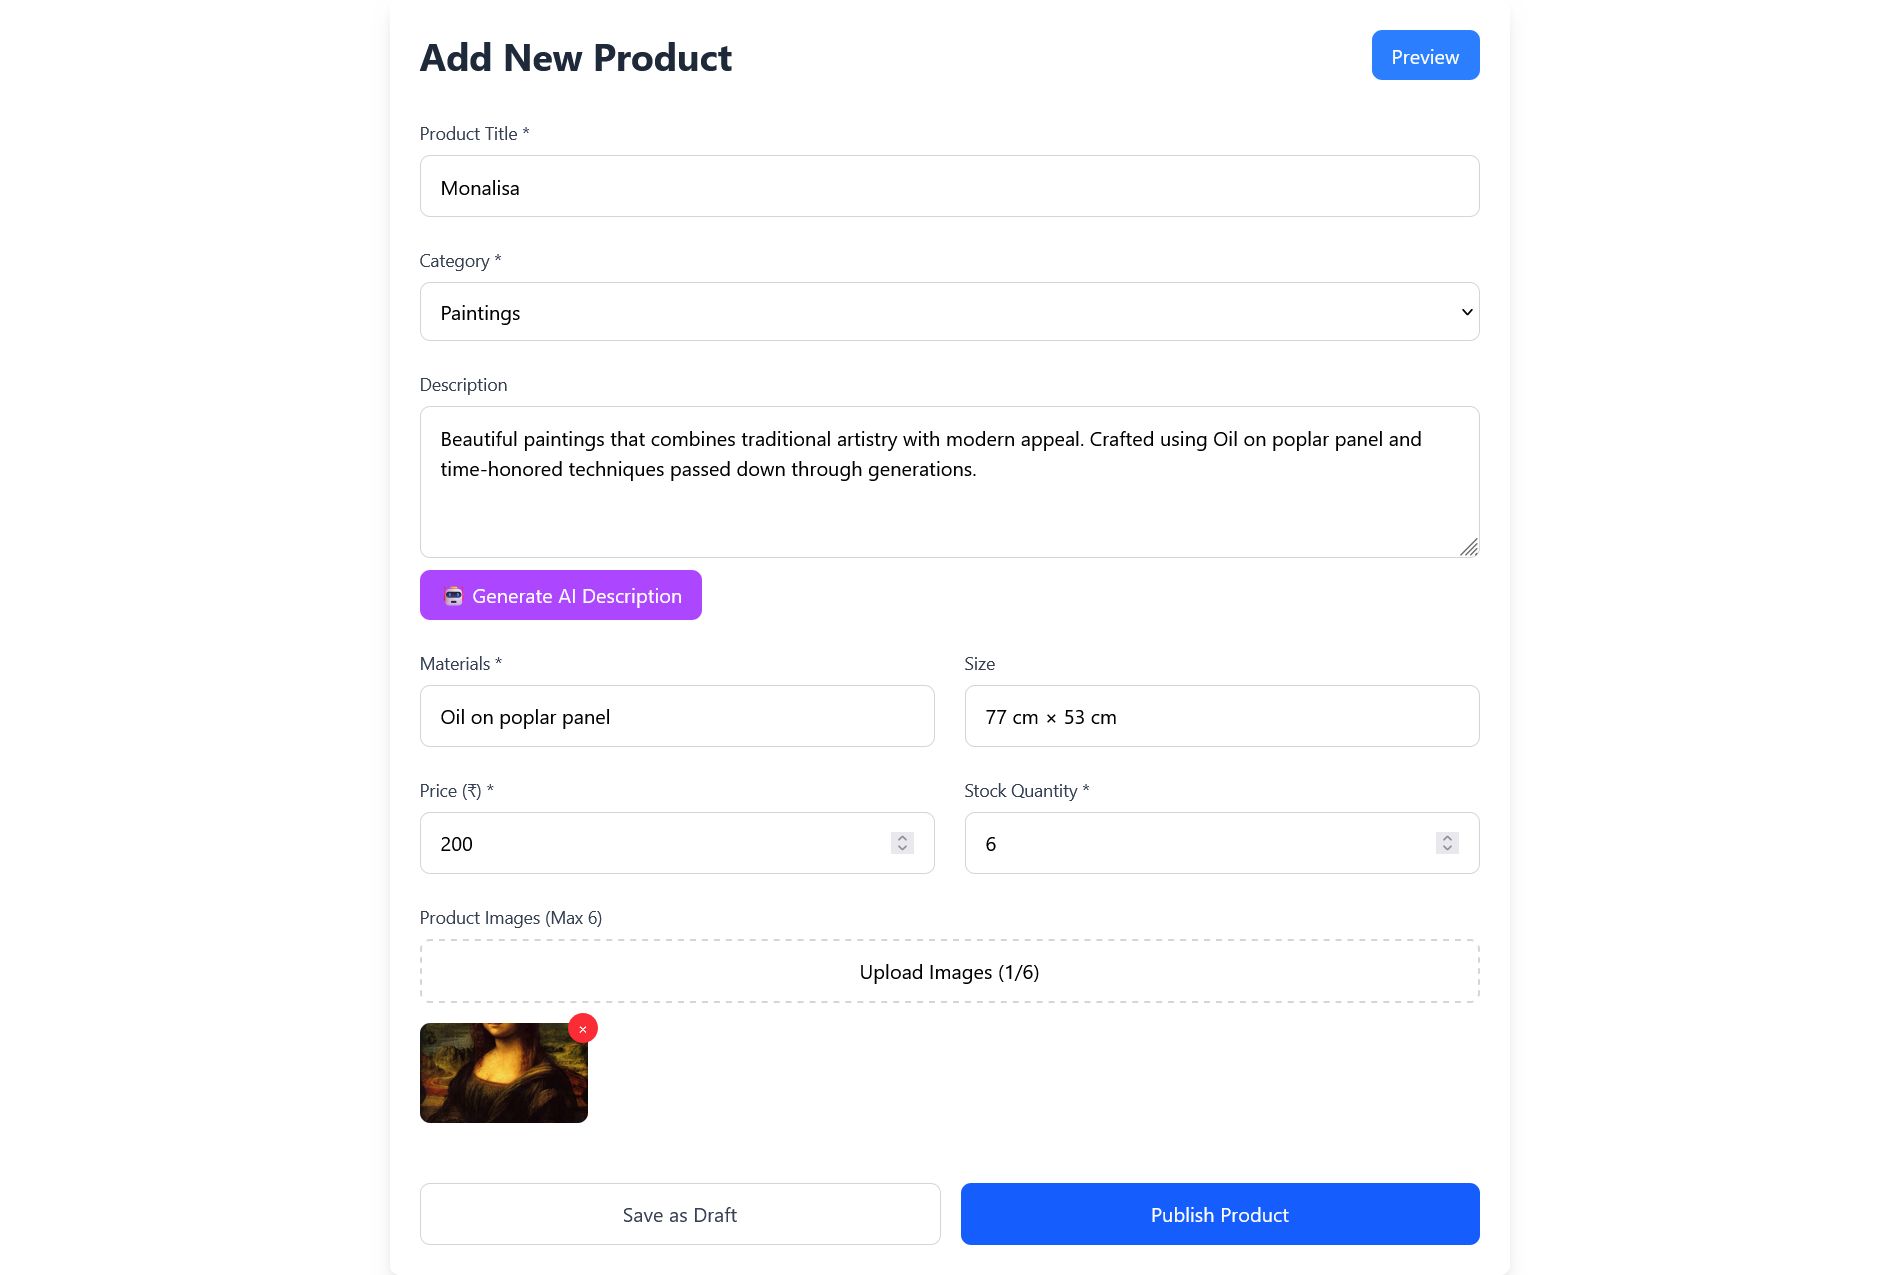 Add New Product
Preview
Product Title *
Monalisa
Category *
Paintings
Description
Beautiful paintings that combines traditional artistry with modern appeal. Crafted using Oil on poplar panel and
time-honored techniques passed down through generations.
🤖 Generate AI Description
Materials *
Size
Oil on poplar panel
77 cm × 53 cm
Price (₹) *
Stock Quantity *
200
6
Product Images (Max 6)
Upload Images (1/6)
×
Save as Draft
Publish Product